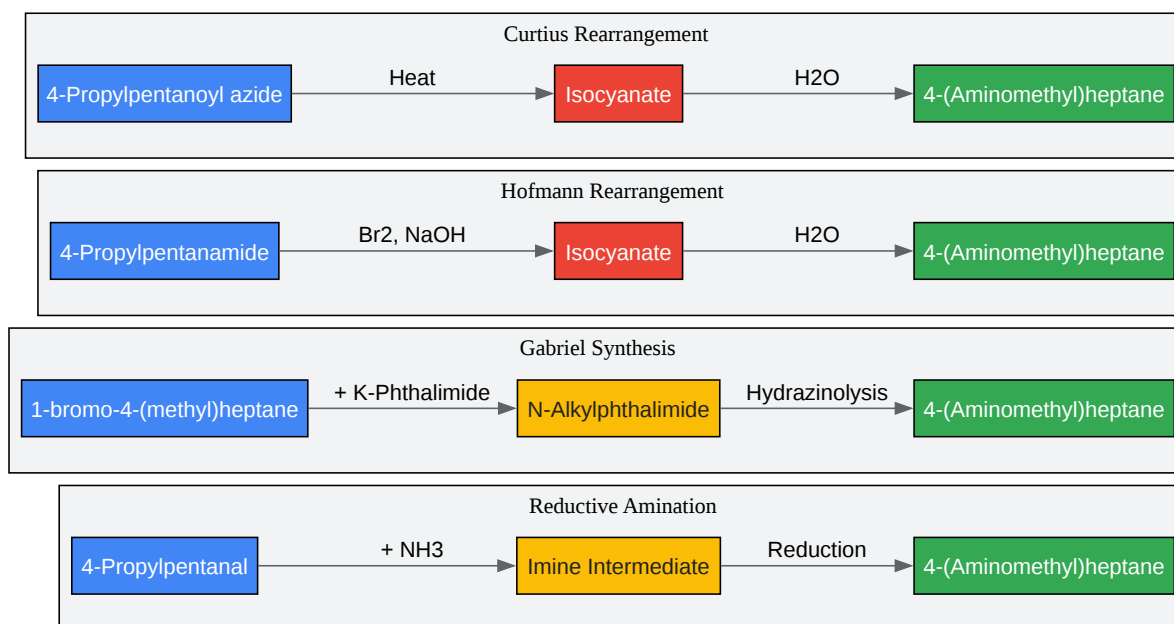 Curtius Rearrangement
4-Propylpentanoyl azide
Heat
Isocyanate
H2O
4-(Aminomethyl)heptane
Hofmann Rearrangement
4-Propylpentanamide
Br2, NaOH
Isocyanate
H2O
4-(Aminomethyl)heptane
Gabriel Synthesis
1-bromo-4-(methyl)heptane
+ K-Phthalimide
N-Alkylphthalimide
Hydrazinolysis
4-(Aminomethyl)heptane
Reductive Amination
4-Propylpentanal
+ NH3
Imine Intermediate
Reduction
4-(Aminomethyl)heptane